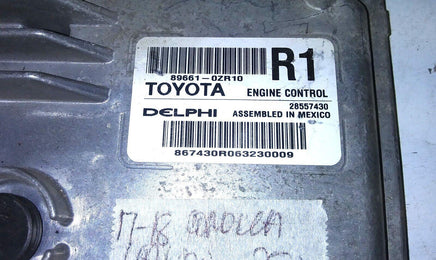 89661-0ZR10
R1
TOYOTA ENGINE CONTROL
28557430
DELPHI ASSEMBLED IN MEXICO
867430R063230009
17-18 COROLLA